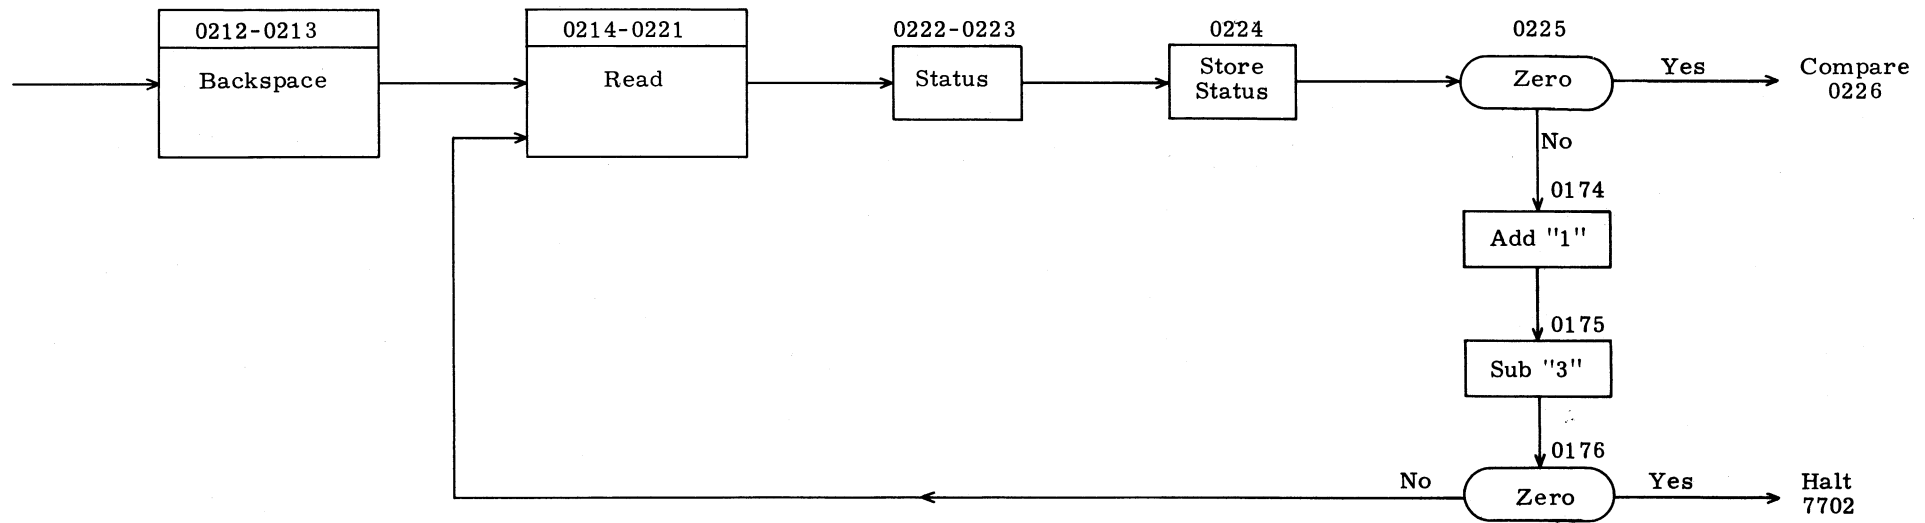 0212-0213
Backspace
0214-0221
Read
0222-0223
Status
0224
Store
Status
0225
Zero
Yes
Compare
0226
No
0174
Add "1"
0175
Sub "3"
0176
Zero
No
Yes
Halt
7702